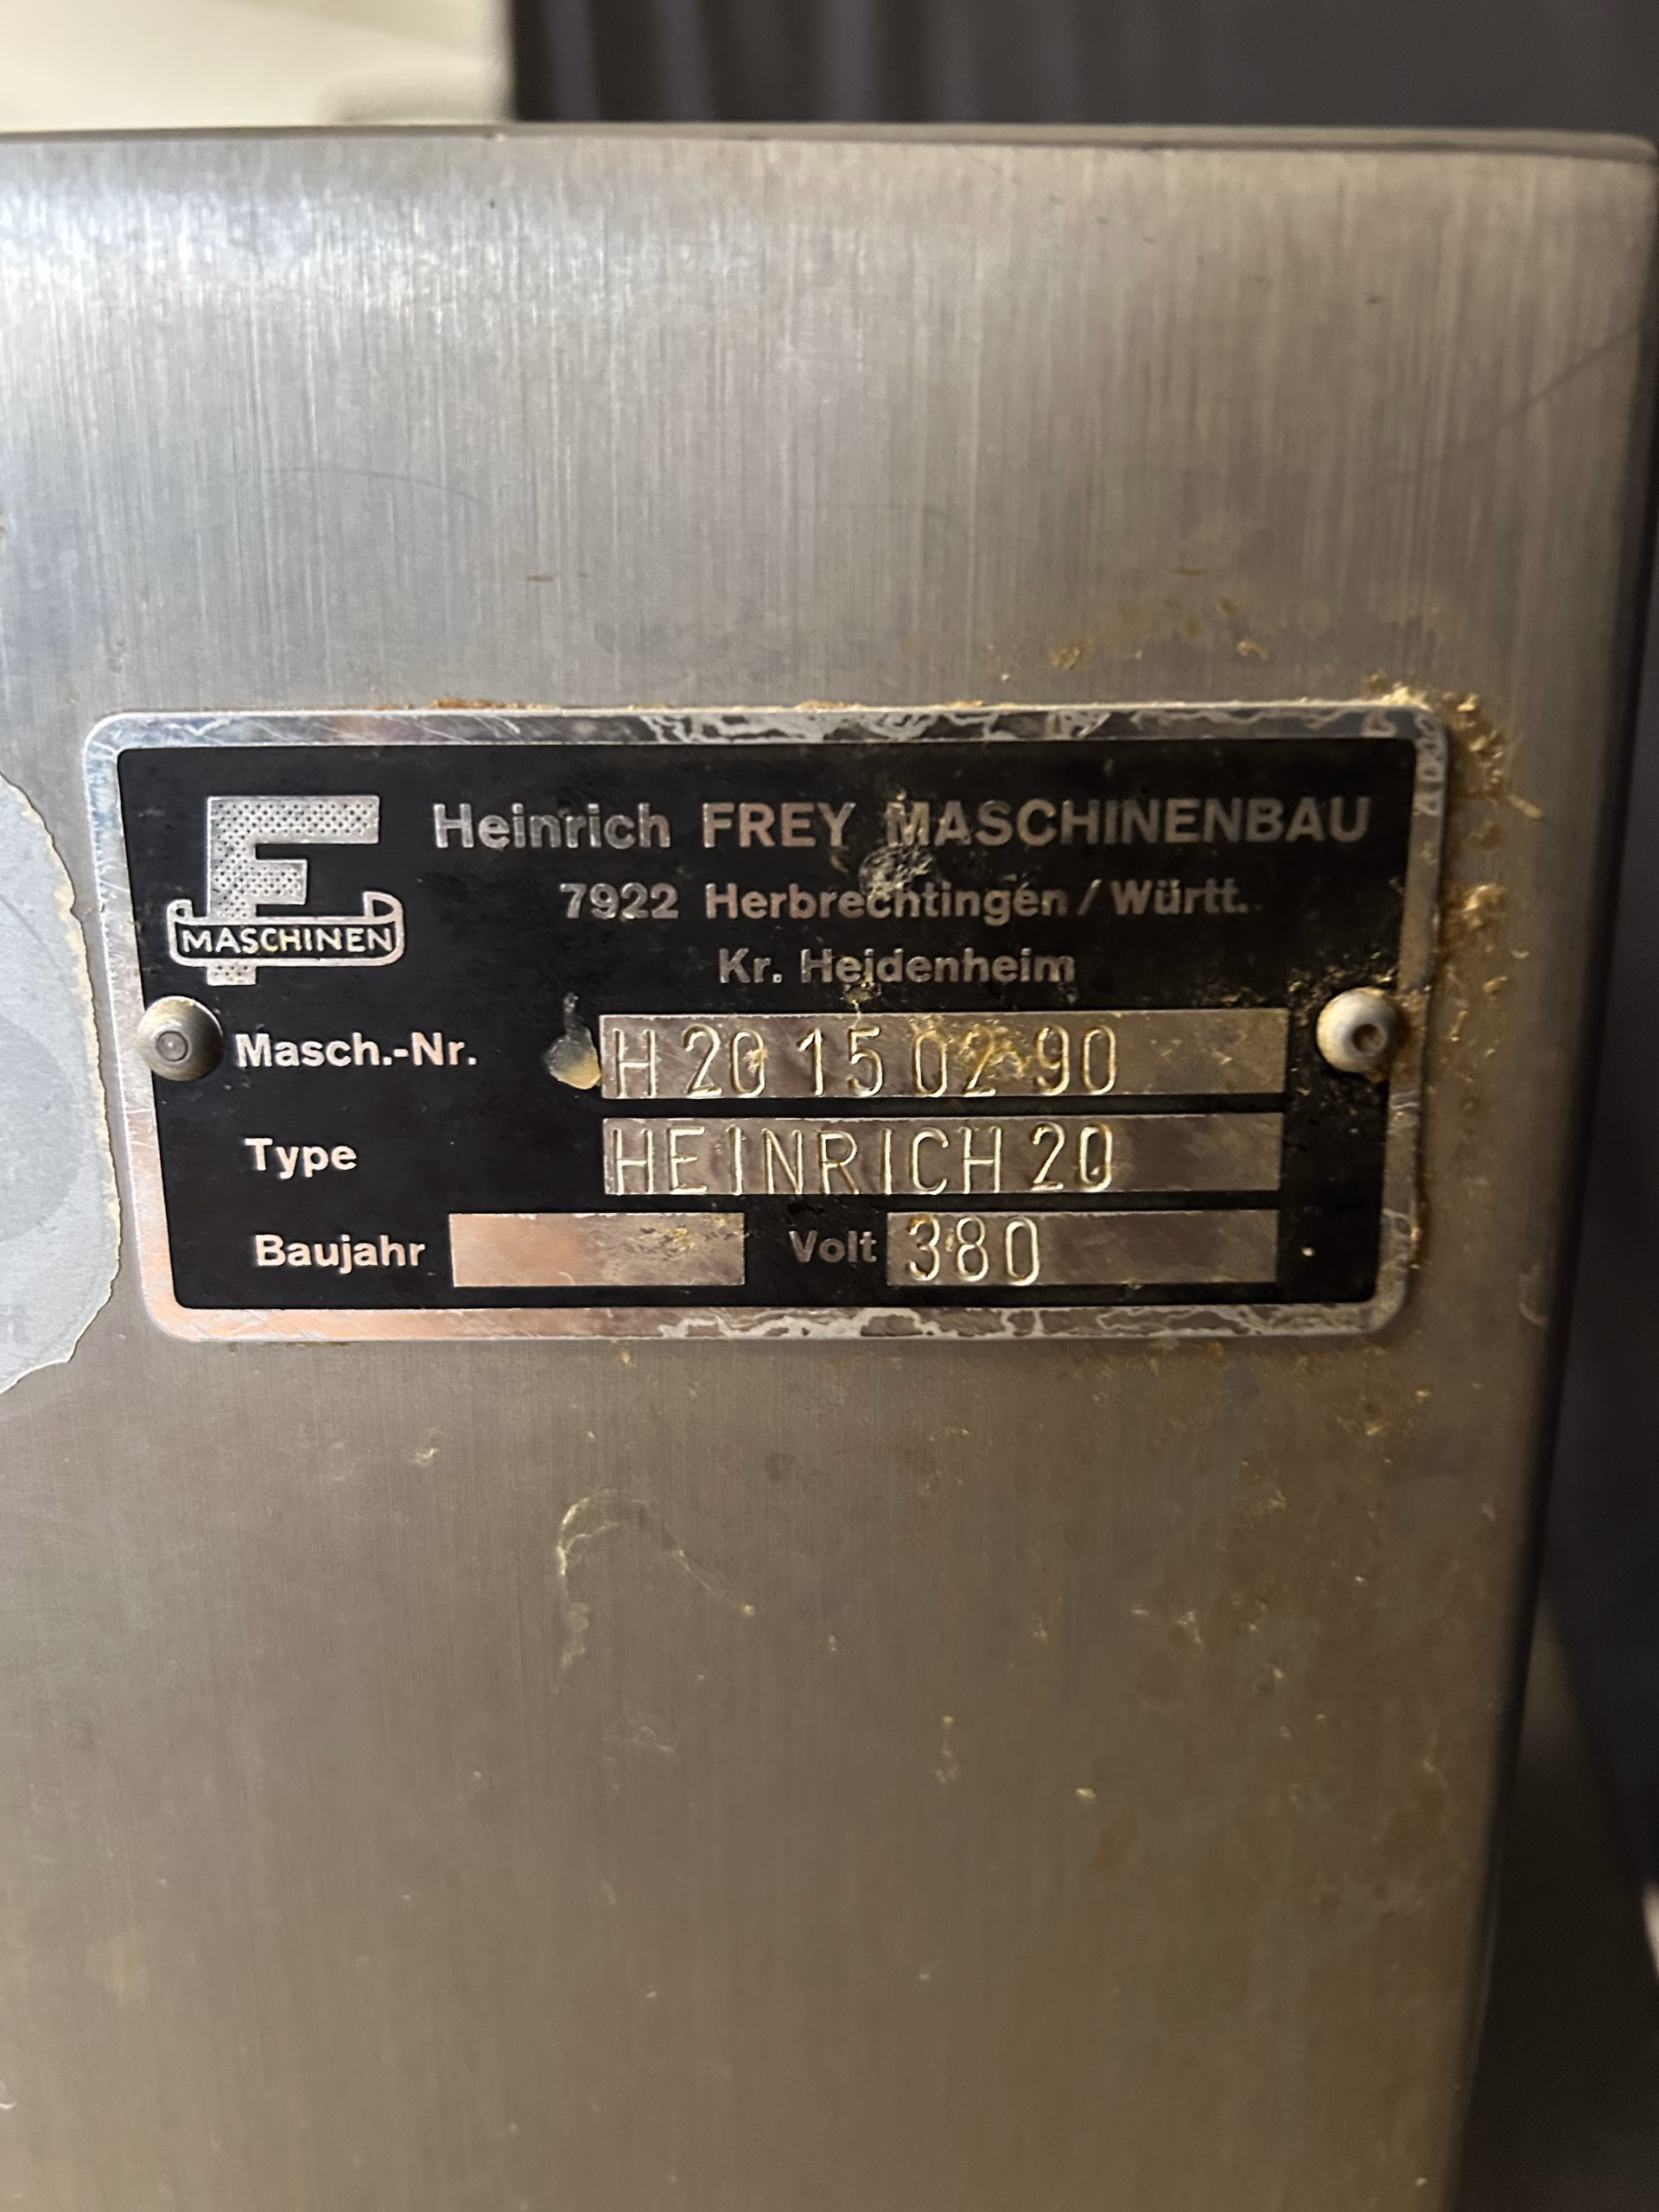 F
MASCHINEN
Heinrich FREY MASCHINENBAU
7922 Herbrechtingen / Württ.
Kr. Heidenheim
Masch.-Nr. H 20 15 02 90
Type HEINRICH 20
Baujahr Volt 380